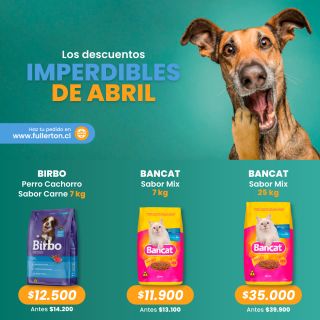 Los descuentos
IMPERDIBLES
DE ABRIL
Haz tu pedido en
www.fullerton.cl
BIRBO
Perro Cachorro
Sabor Carne 7 kg
BANCAT
Sabor Mix
7 kg
BANCAT
Sabor Mix
25 kg
Birbo
Bancat
Bancat
$12.500
Antes $14.200
$11.900
Antes $13.100
$35.000
Antes $39.900